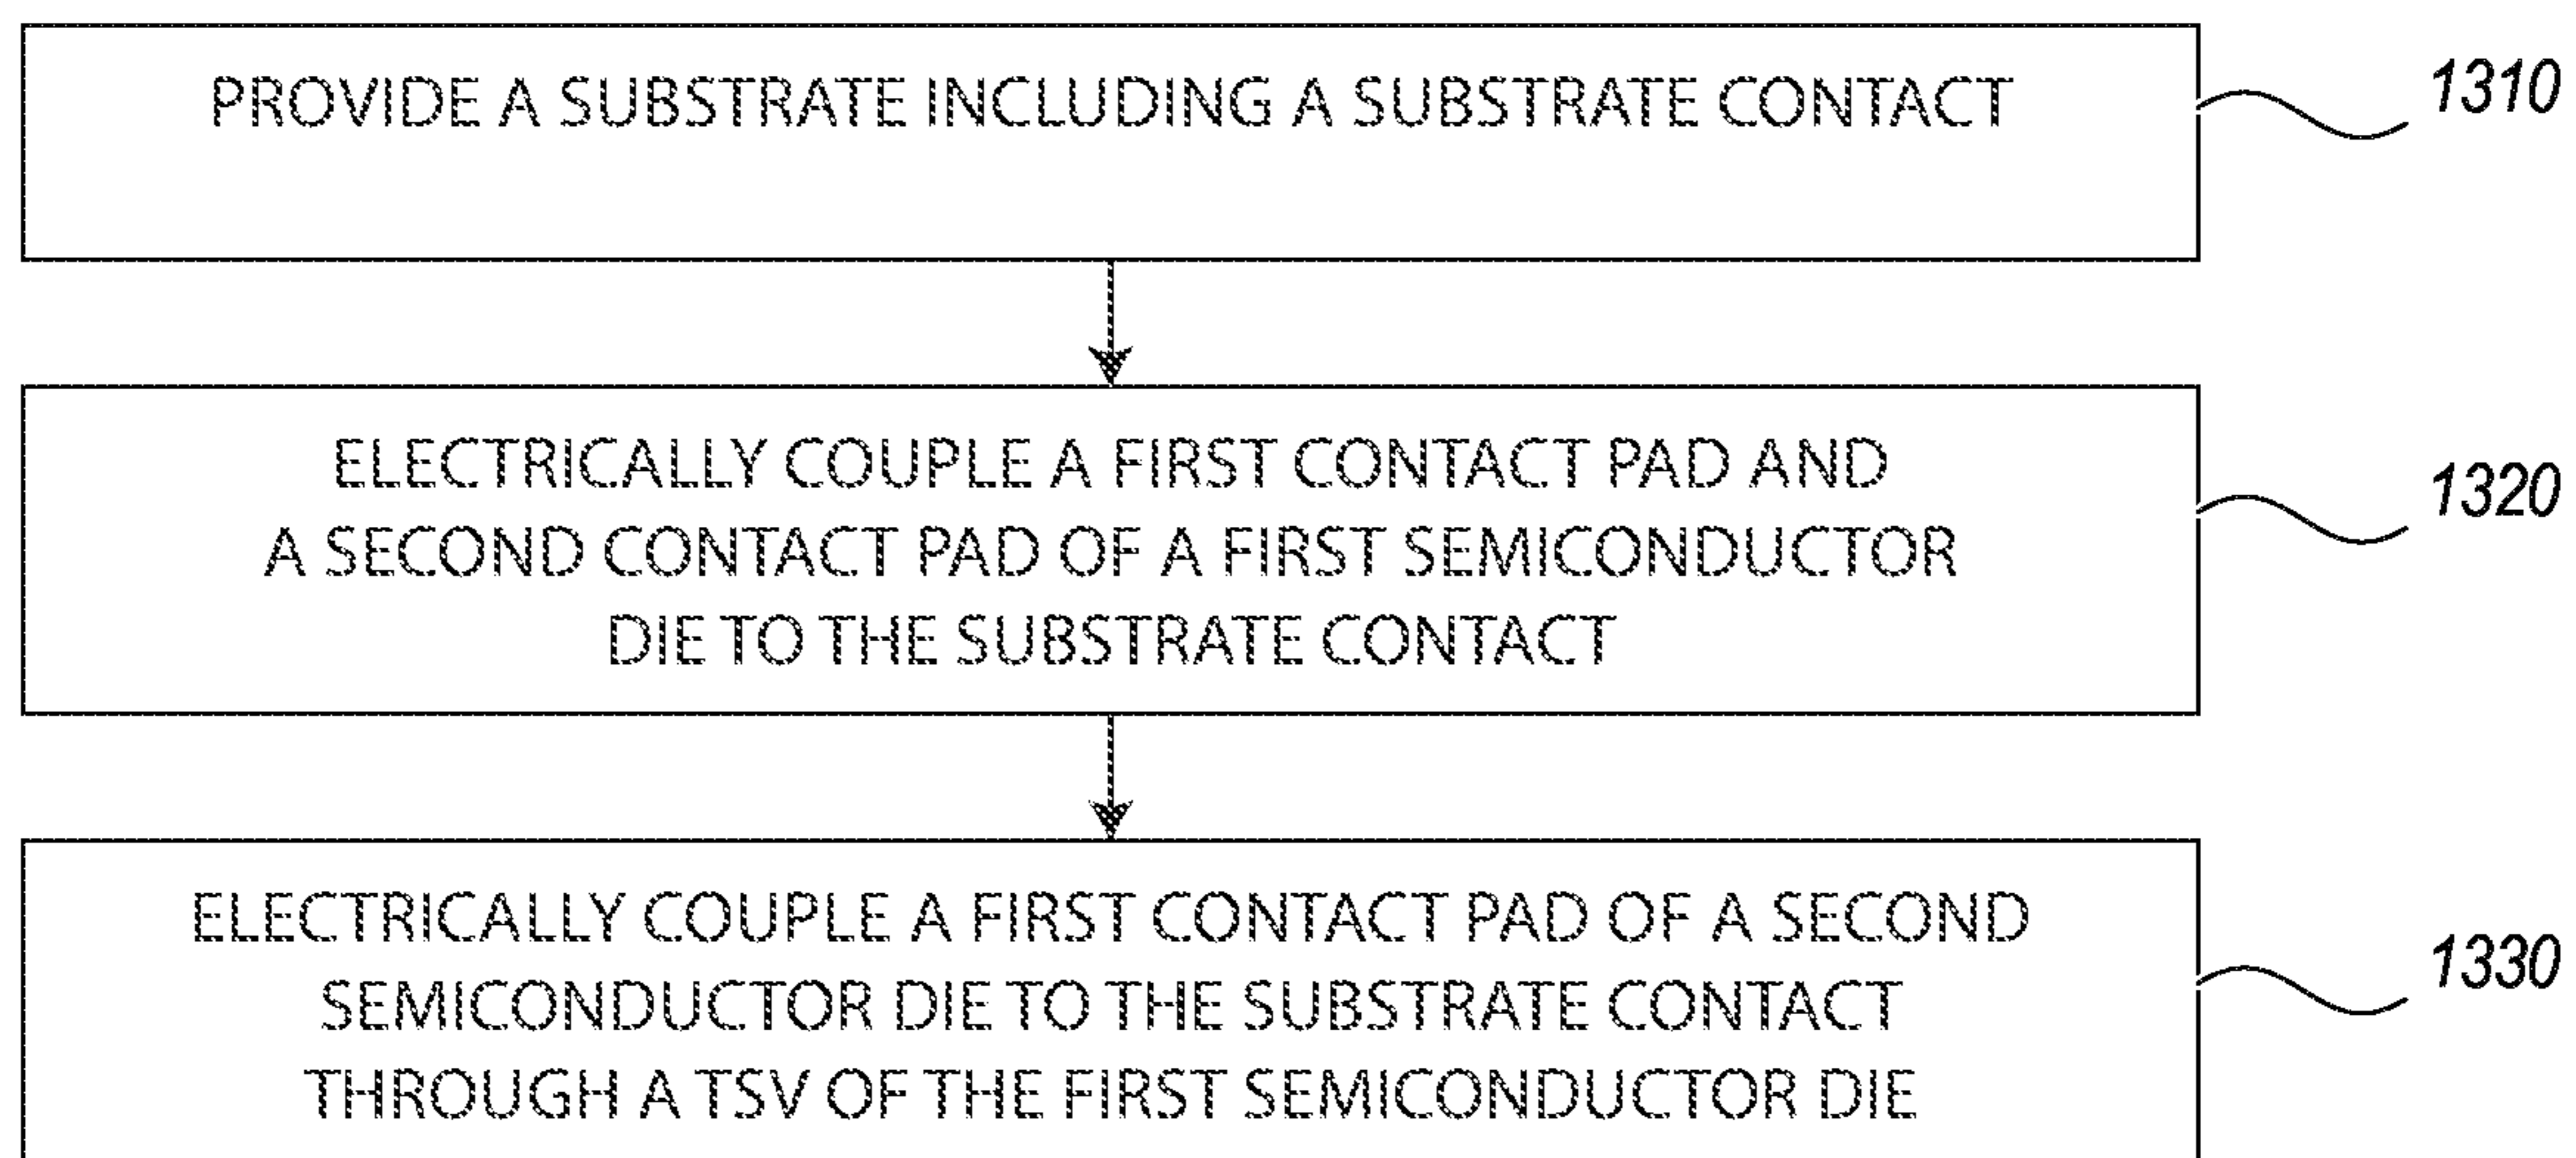 PROVIDE A SUBSTRATE INCLUDING A SUBSTRATE CONTACT
1310
ELECTRICALLY COUPLE A FIRST CONTACT PAD AND
A SECOND CONTACT PAD OF A FIRST SEMICONDUCTOR
DIE TO THE SUBSTRATE CONTACT
1320
ELECTRICALLY COUPLE A FIRST CONTACT PAD OF A SECOND
SEMICONDUCTOR DIE TO THE SUBSTRATE CONTACT
THROUGH A TSV OF THE FIRST SEMICONDUCTOR DIE
1330